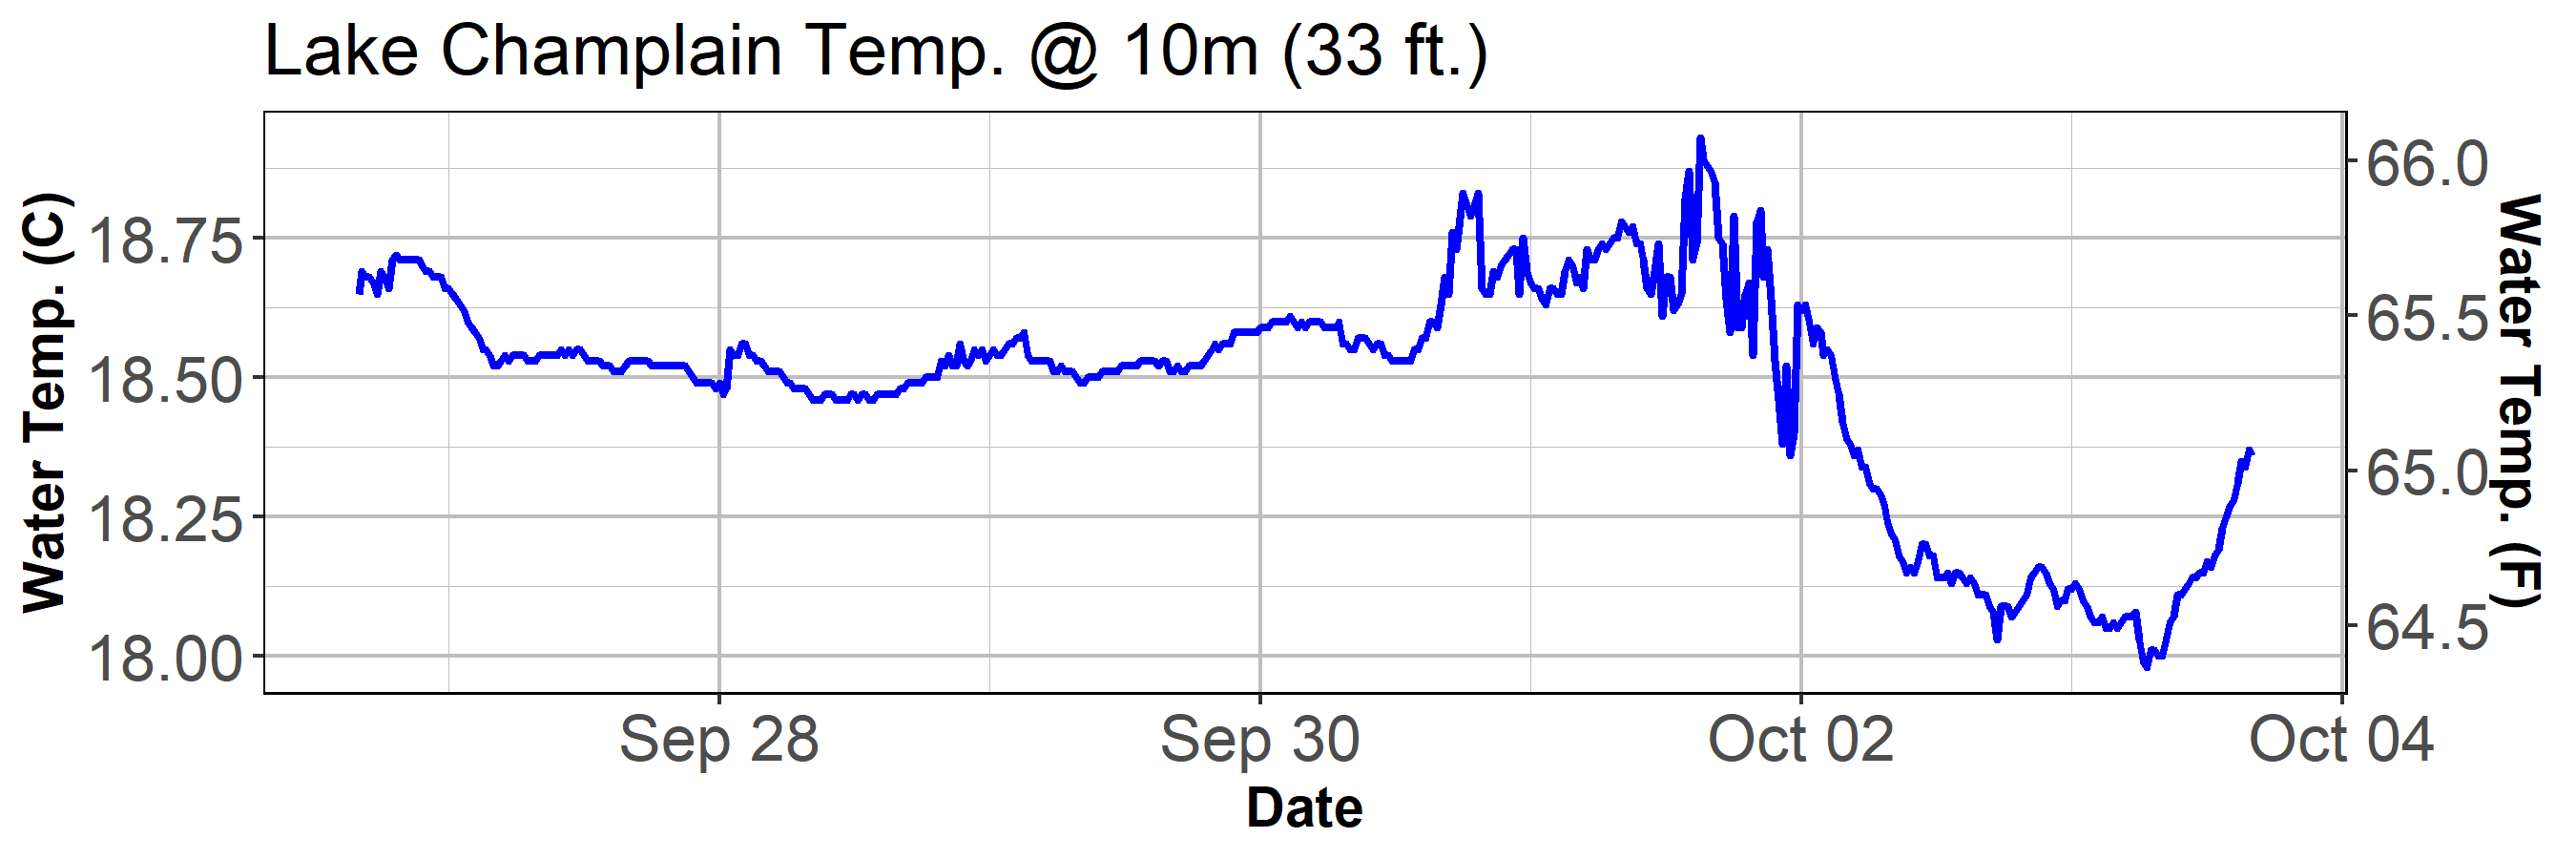 Lake Champlain Temp. @ 10m (33 ft.)
Water Temp. (C)
18.75
18.50
18.25
18.00
66.0
65.5
65.0
64.5
Water Temp. (F)
Sep 28
Sep 30
Oct 02
Oct 04
Date